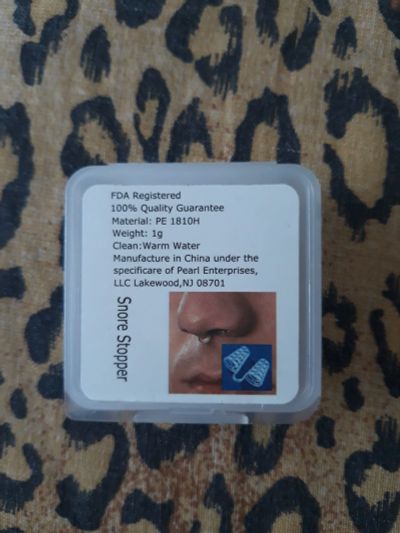 FDA Registered
100% Quality Guarantee
Material: PE 1810H
Weight: 1g
Clean:Warm Water
Manufacture in China under the
specificare of Pearl Enterprises,
LLC Lakewood,NJ 08701
Snore Stopper